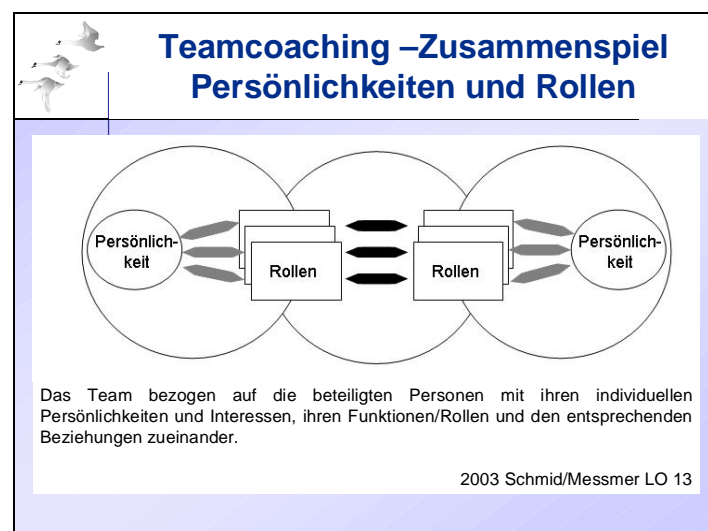 Teamcoaching –Zusammenspiel
Persönlichkeiten und Rollen
Persönlich-
keit
Rollen
Rollen
Persönlich-
keit
Das Team bezogen auf die beteiligten Personen mit ihren individuellen
Persönlichkeiten und Interessen, ihren Funktionen/Rollen und den entsprechenden
Beziehungen zueinander.
2003 Schmid/Messmer LO 13